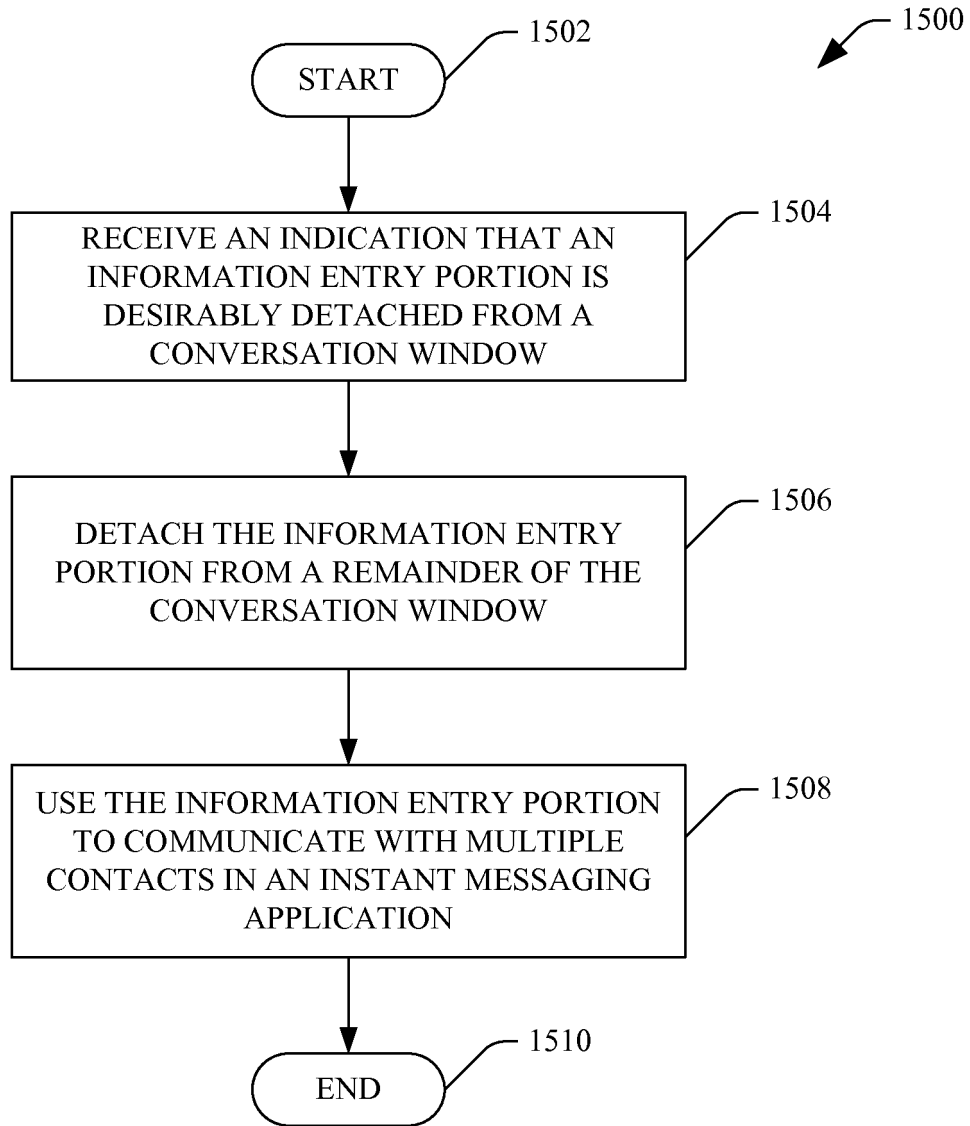 1500
1502
START
1504
RECEIVE AN INDICATION THAT AN
INFORMATION ENTRY PORTION IS
DESIRABLY DETACHED FROM A
CONVERSATION WINDOW
1506
DETACH THE INFORMATION ENTRY
PORTION FROM A REMAINDER OF THE
CONVERSATION WINDOW
1508
USE THE INFORMATION ENTRY PORTION
TO COMMUNICATE WITH MULTIPLE
CONTACTS IN AN INSTANT MESSAGING
APPLICATION
1510
END